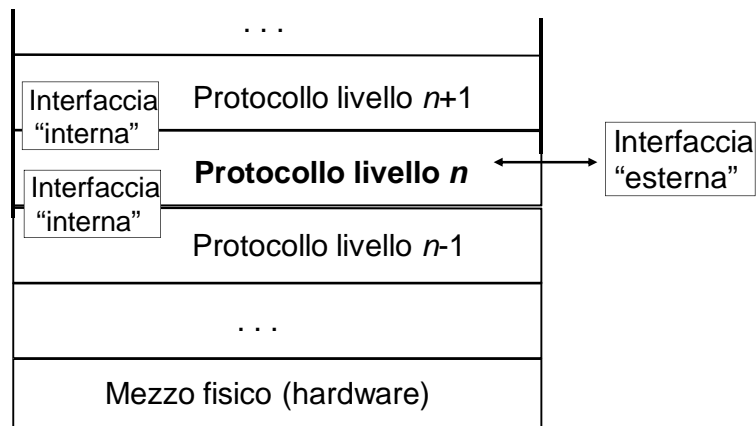 . . .
Protocollo livello n+1
Interfaccia
“interna”
Protocollo livello n
Interfaccia
“esterna”
Interfaccia
“interna”
Protocollo livello n-1
. . .
Mezzo fisico (hardware)